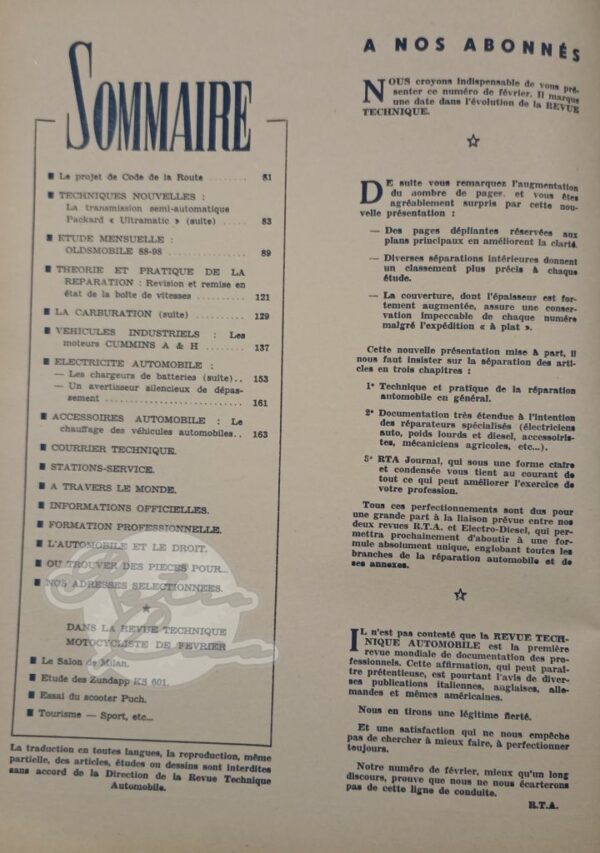 SOMMAIRE
■ Le projet de Code de la Route ........ 81
■ TECHNIQUES NOUVELLES :
La transmission semi-automatique
Packard « Ultramatic » (suite) ..... 83
■ ETUDE MENSUELLE :
OLDSMOBILE 88-98 ............... 89
■ THEORIE ET PRATIQUE DE LA
REPARATION : Revision et remise en
état de la boîte de vitesses ........ 121
■ LA CARBURATION (suite) ......... 129
■ VEHICULES INDUSTRIELS : Les
moteurs CUMMINS A & H ........ 137
■ ELECTRICITE AUTOMOBILE :
— Les chargeurs de batteries (suite).. 153
— Un avertisseur silencieux de dépas-
sement ......................... 161
■ ACCESSOIRES AUTOMOBILE : Le
chauffage des véhicules automobiles.. 163
■ COURRIER TECHNIQUE.
■ STATIONS-SERVICE.
■ A TRAVERS LE MONDE.
■ INFORMATIONS OFFICIELLES.
■ FORMATION PROFESSIONNELLE.
■ L'AUTOMOBILE ET LE DROIT.
■ OU TROUVER DES PIECES POUR...
■ NOS ADRESSES SELECTIONNEES.
★
DANS LA REVUE TECHNIQUE
MOTOCYCLISTE DE FEVRIER
■ Le Salon de Milan.
■ Etude des Zundapp KS 601.
■ Essai du scooter Puch.
■ Tourisme — Sport, etc...
La traduction en toutes langues, la reproduction, même
partielle, des articles, études ou dessins sont interdites
sans accord de la Direction de la Revue Technique
Automobile.
A NOS ABONNÉS
NOUS croyons indispensable de vous pré-
senter ce numéro de février. Il marque
une date dans l'évolution de la REVUE
TECHNIQUE.
☆
DE suite vous remarquez l'augmentation
du nombre de pages, et vous êtes
agréablement surpris par cette nou-
velle présentation :
— Des pages dépliantes réservées aux
plans principaux en améliorent la clarté.
— Diverses séparations intérieures donnent
un classement plus précis à chaque
étude.
— La couverture, dont l'épaisseur est for-
tement augmentée, assure une conser-
vation impeccable de chaque numéro
malgré l'expédition « à plat ».
Cette nouvelle présentation mise à part, il
nous faut insister sur la séparation des arti-
cles en trois chapitres :
1° Technique et pratique de la réparation
automobile en général.
2° Documentation très étendue à l'intention
des réparateurs spécialisés (électriciens
auto, poids lourds et diesel, accessoiris-
tes, mécaniciens agricoles, etc...).
3° RTA Journal, qui sous une forme claire
et condensée vous tient au courant de
tout ce qui peut améliorer l'exercice de
votre profession.
Tous ces perfectionnements sont dus pour
une grande part à la liaison prévue entre nos
deux revues R.T.A. et Electro-Diesel, qui per-
mettra prochainement d'aboutir à une for-
mule absolument unique, englobant toutes les
branches de la réparation automobile et de
ses annexes.
☆
IL n'est pas contesté que la REVUE TECH-
NIQUE AUTOMOBILE est la première
revue mondiale de documentation des pro-
fessionnels. Cette affirmation, qui peut paraî-
tre prétentieuse, est pourtant l'avis de diver-
ses publications italiennes, anglaises, alle-
mandes et mêmes américaines.
Nous en tirons une légitime fierté.
Et une satisfaction qui ne nous empêche
pas de chercher à mieux faire, à perfectionner
toujours.
Notre numéro de février, mieux qu'un long
discours, prouve que nous ne nous écarterons
pas de cette ligne de conduite.
R.T.A.